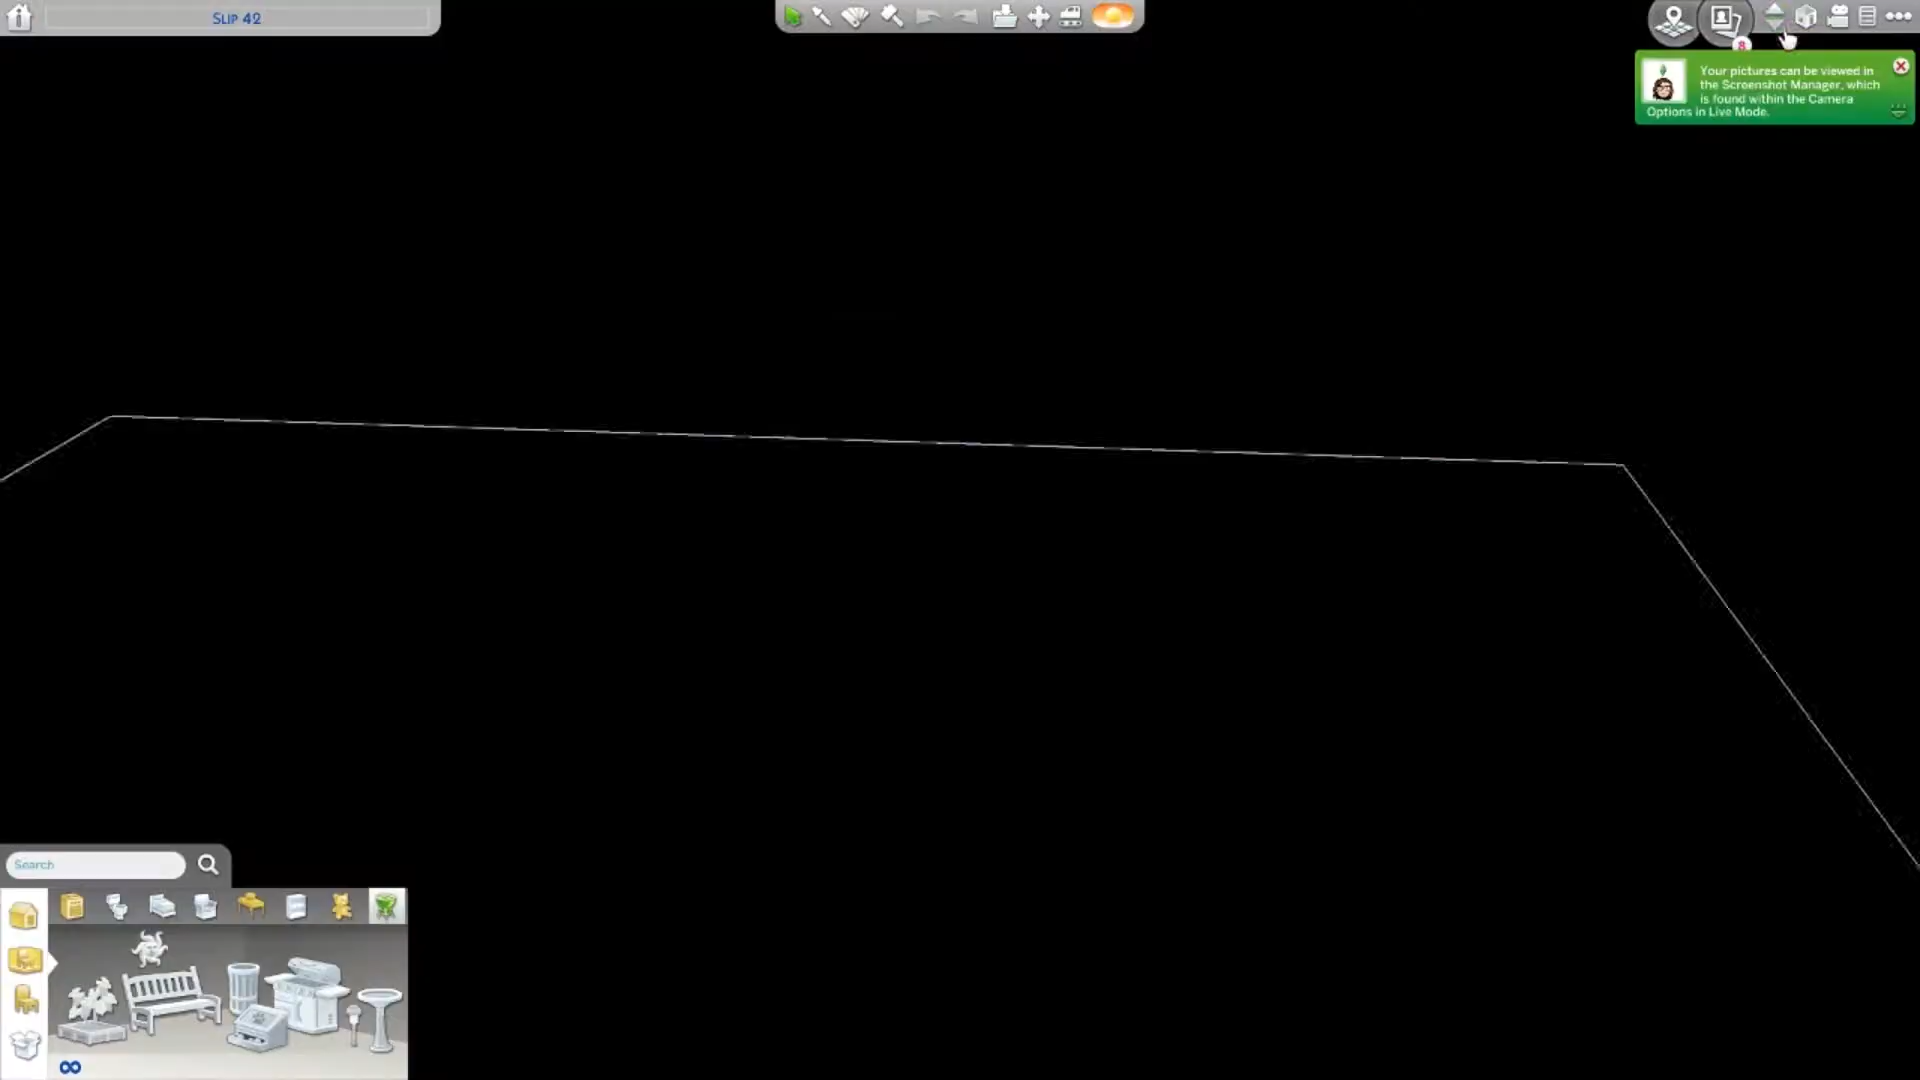 SLIP 42
8
Your pictures can be viewed in
the Screenshot Manager, which
is found within the Camera
Options in Live Mode.
Search
∞